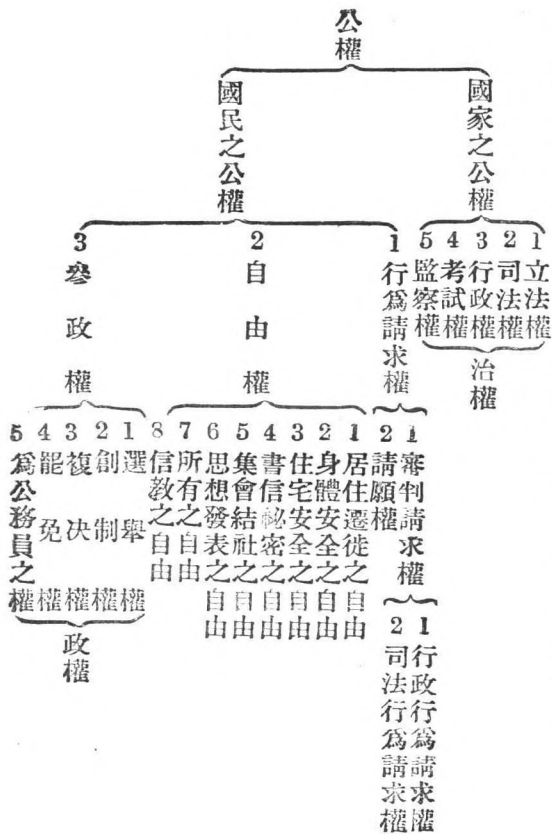 公權
國家之公權
1 立法權
2 司法權
3 行政權
4 考試權
5 監察權
治權
國民之公權
1 行爲請求權
1 審判請求權
1 行政行爲請求權
2 司法行爲請求權
2 請願權
2 自由權
1 居住遷徙之自由
2 身體安全之自由
3 住宅安全之自由
4 書信祕密之自由
5 集會結社之自由
6 思想發表之自由
7 所有之自由
8 信敎之自由
3 參政權
1 選舉權
2 創制權
3 複决權
4 罷免權
5 爲公務員之權
政權